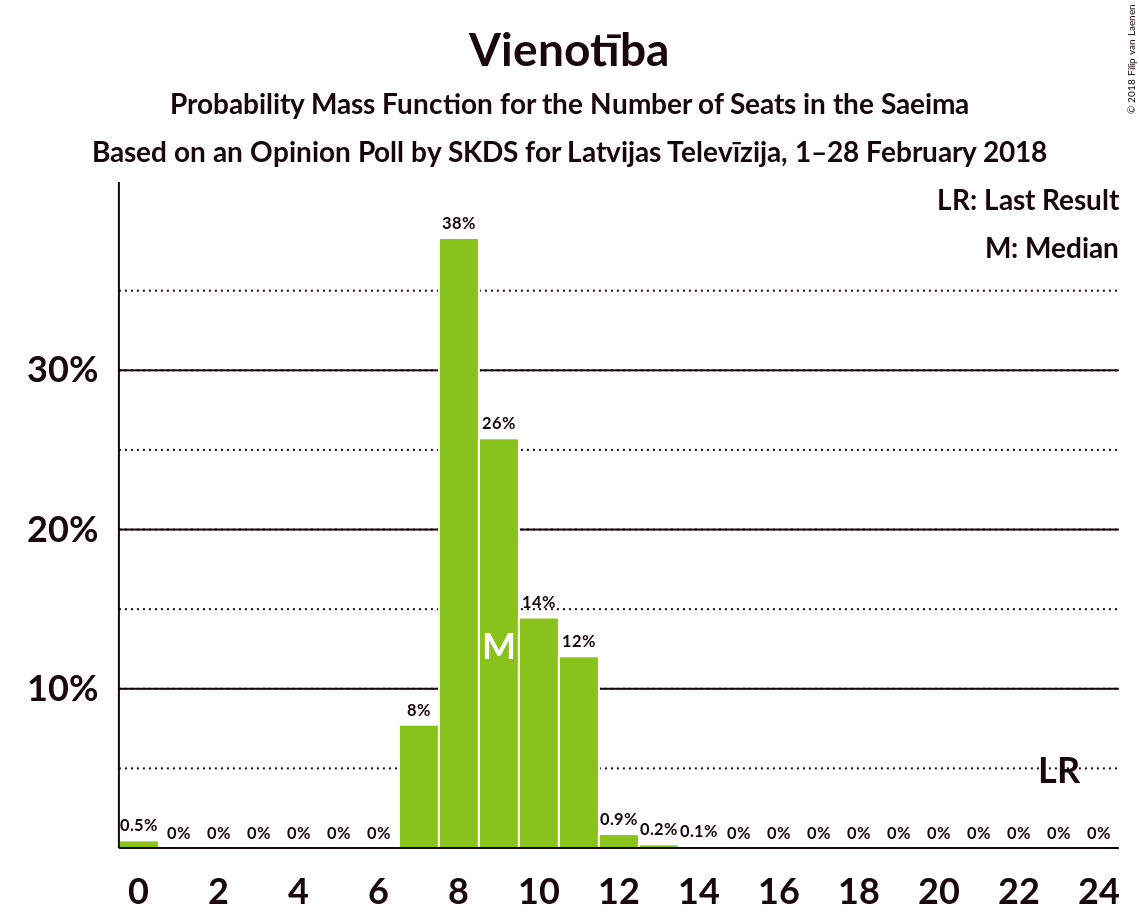 Vienotība
Probability Mass Function for the Number of Seats in the Saeima
Based on an Opinion Poll by SKDS for Latvijas Televīzija, 1–28 February 2018
© 2018 Filip van Laenen
LR: Last Result
M: Median
38%
30%
26%
20%
14%
M
12%
10%
8%
LR
0.5% 0% 0% 0% 0% 0% 0% 0.9% 0.2% 0.1% 0% 0% 0% 0% 0% 0% 0% 0% 0% 0%
0 2 4 6 8 10 12 14 16 18 20 22 24